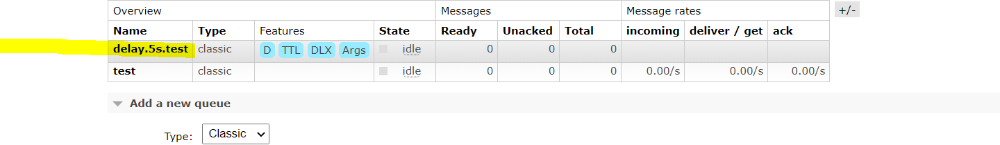 Overview Messages Message rates +/-
Name Type Features State Ready Unacked Total incoming deliver / get ack
delay.5s.test classic D TTL DLX Args idle 0 0 0
test classic idle 0 0 0 0.00/s 0.00/s 0.00/s
Add a new queue
Type: Classic